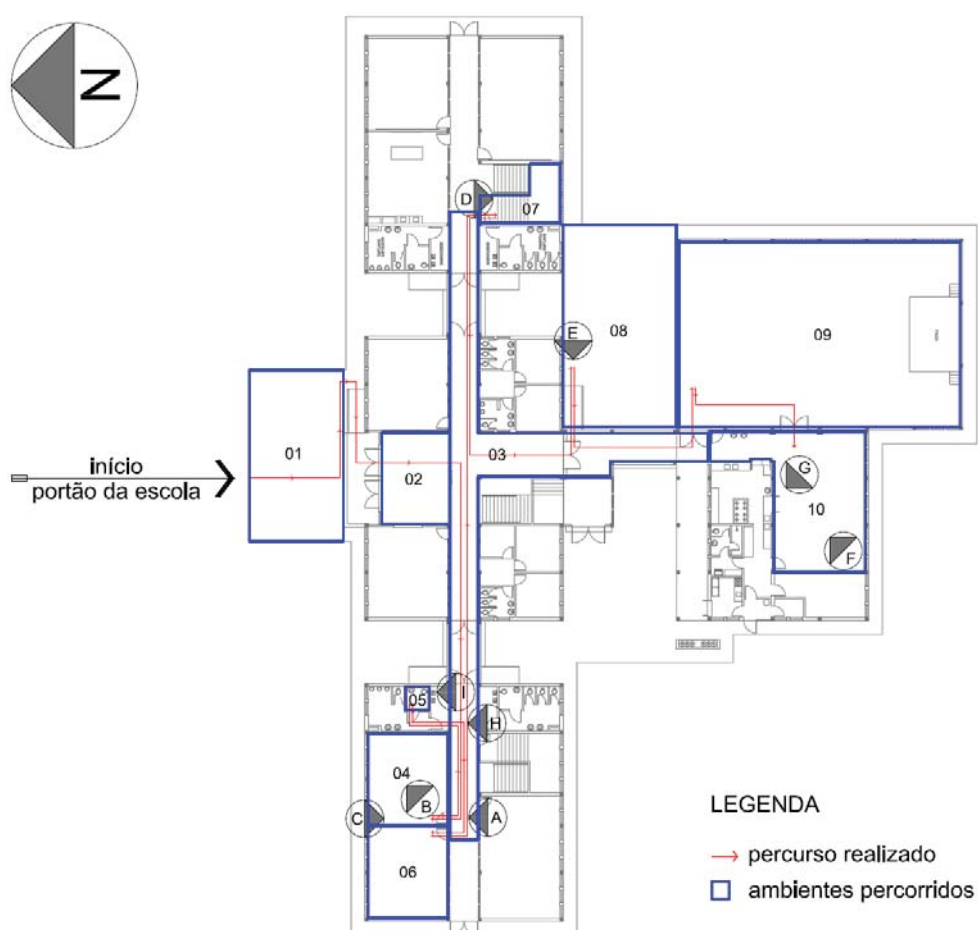 N
D
07
E
08
09
01
início
portão da escola
02
03
G
10
F
05
I
H
04
B
C
A
06
LEGENDA
percurso realizado
ambientes percorridos